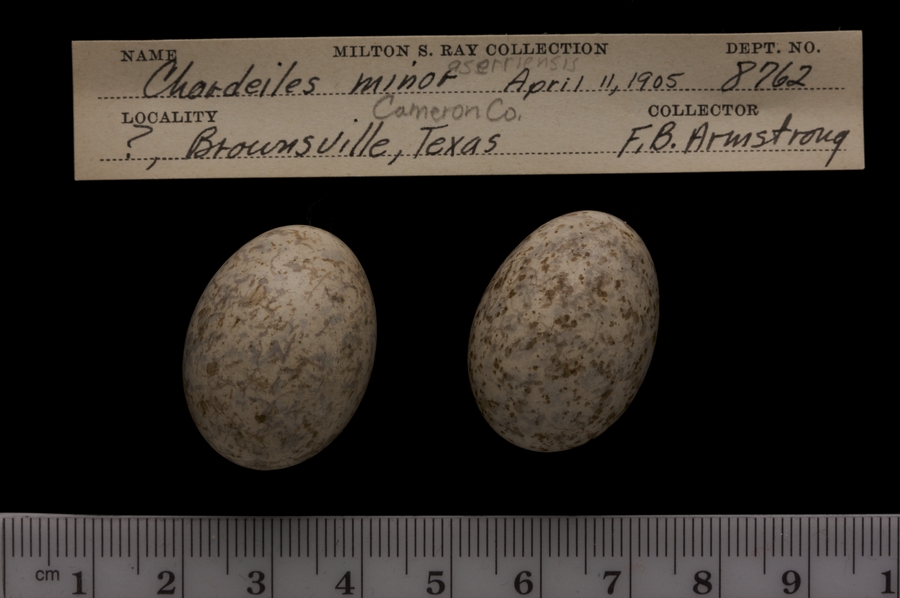 NAME MILTON S. RAY COLLECTION DEPT. NO.
aserriensis
Chordeiles minor April 11, 1905 8762
Cameron Co.
LOCALITY COLLECTOR
?, Brownsville, Texas F.B. Armstrong
cm 1 2 3 4 5 6 7 8 9 1